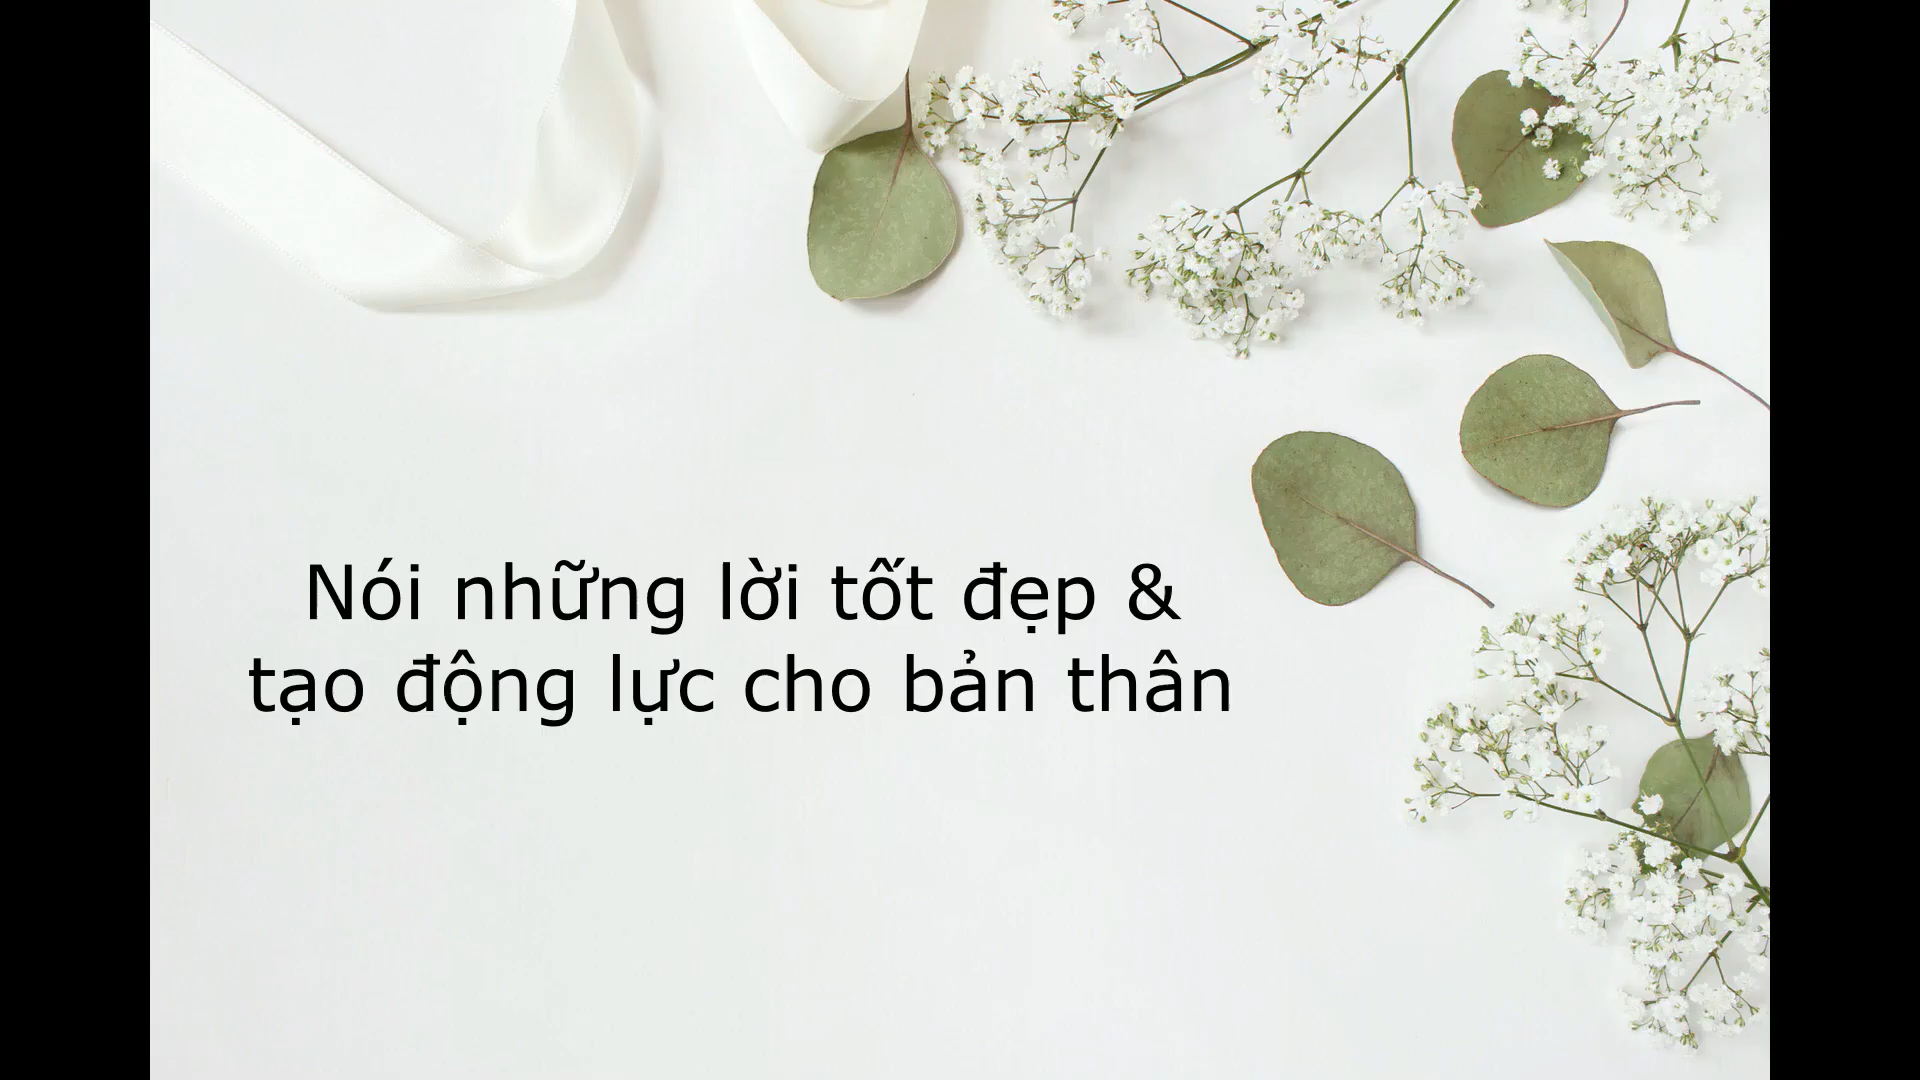 Nói những lời tốt đẹp &
tạo động lực cho bản thân